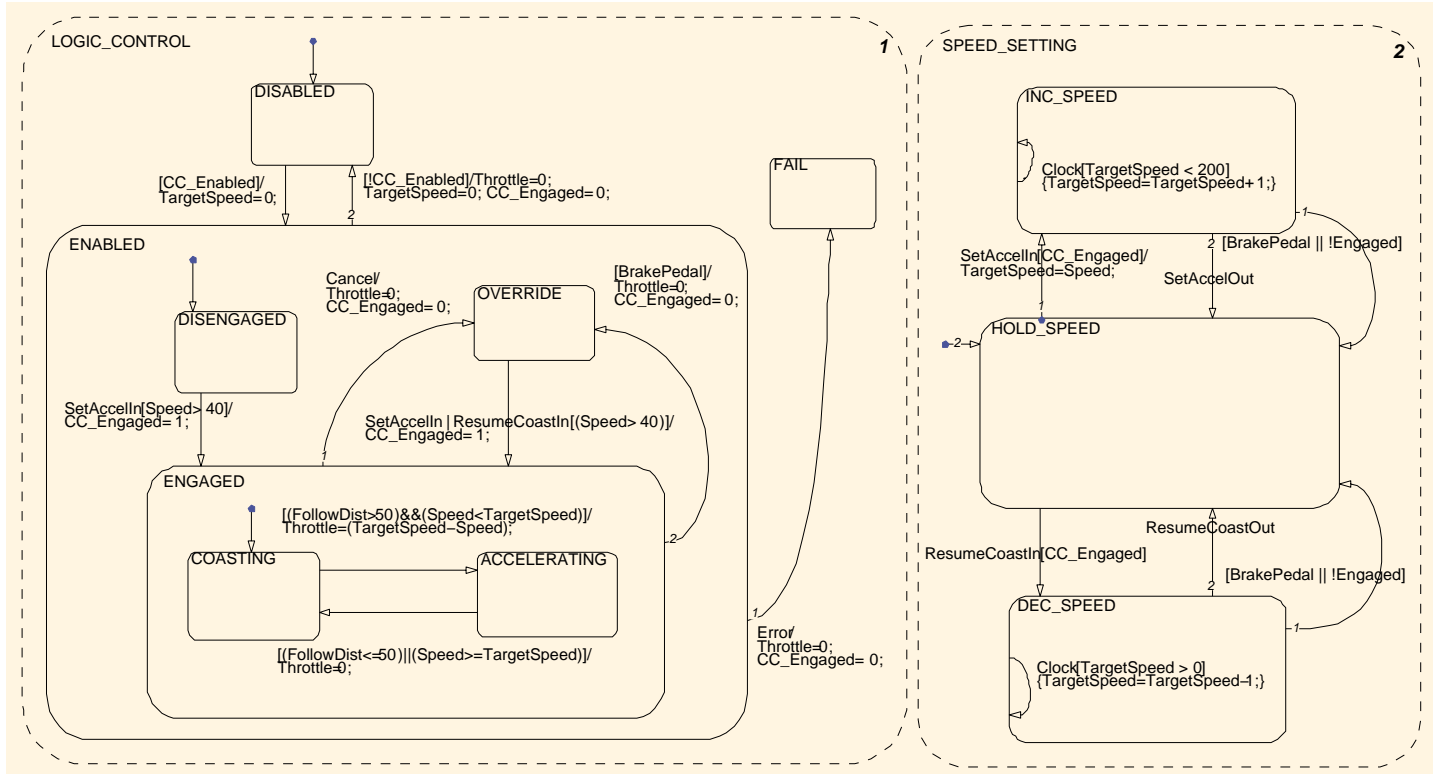 LOGIC_CONTROL
1
DISABLED
[CC_Enabled]/
TargetSpeed=0;
[!CC_Enabled]/Throttle=0;
TargetSpeed=0; CC_Engaged=0;
2
FAIL
ENABLED
DISENGAGED
Cancel/
Throttle=0;
CC_Engaged=0;
OVERRIDE
[BrakePedal]/
Throttle=0;
CC_Engaged=0;
SetAccelIn[Speed>40]/
CC_Engaged=1;
SetAccelIn | ResumeCoastIn[(Speed>40)]/
CC_Engaged=1;
1
ENGAGED
[(FollowDist>50)&&(Speed<TargetSpeed)]/
Throttle=(TargetSpeed-Speed);
2
COASTING
ACCELERATING
[(FollowDist<=50)||(Speed>=TargetSpeed)]/
Throttle=0;
1
Error/
Throttle=0;
CC_Engaged=0;
SPEED_SETTING
2
INC_SPEED
Clock[TargetSpeed < 200]
{TargetSpeed=TargetSpeed+1;}
1
2
[BrakePedal || !Engaged]
SetAccelIn[CC_Engaged]/
TargetSpeed=Speed;
SetAccelOut
1
HOLD_SPEED
2
ResumeCoastOut
ResumeCoastIn[CC_Engaged]
[BrakePedal || !Engaged]
2
DEC_SPEED
1
Clock[TargetSpeed > 0]
{TargetSpeed=TargetSpeed-1;}